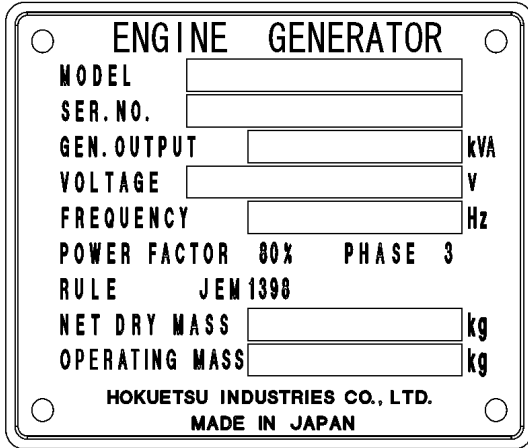 ENGINE GENERATOR
MODEL
SER.NO.
GEN.OUTPUT kVA
VOLTAGE V
FREQUENCY Hz
POWER FACTOR 80% PHASE 3
RULE JEM1398
NET DRY MASS kg
OPERATING MASS kg
HOKUETSU INDUSTRIES CO., LTD.
MADE IN JAPAN